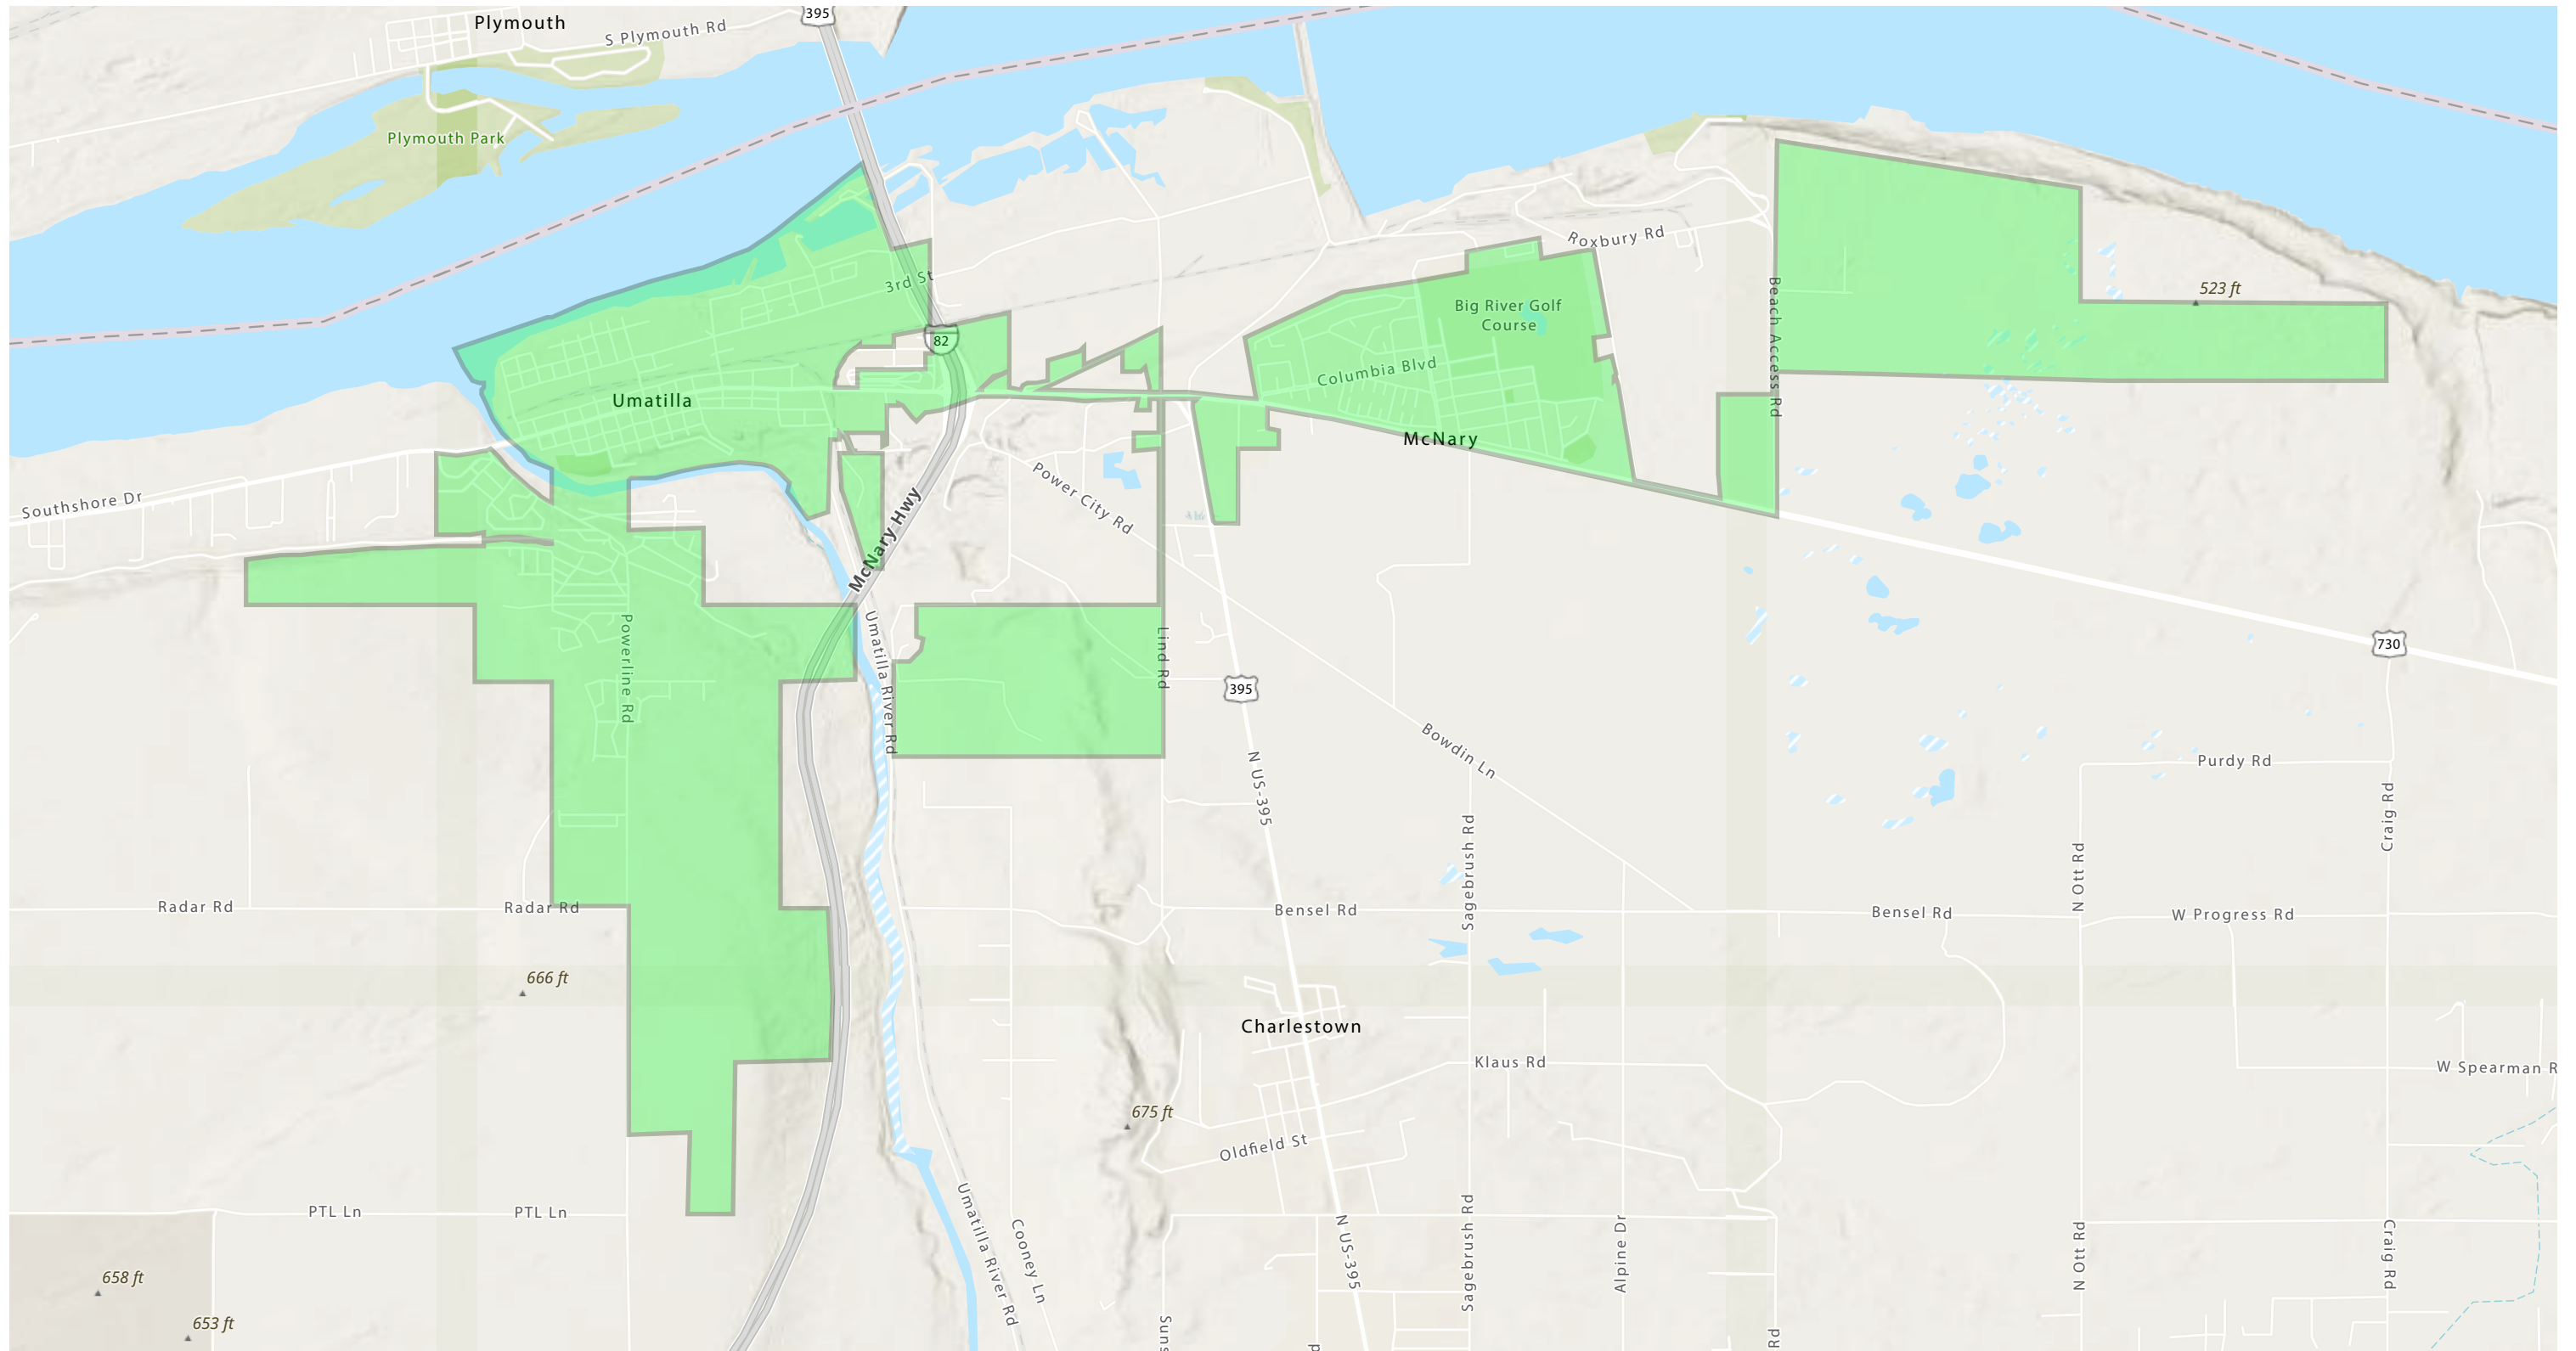 395
Plymouth
S Plymouth Rd
Plymouth Park
Roxbury Rd
3rd St
523 ft
Beach Access Rd
Big River Golf
Course
82
Columbia Blvd
Umatilla
McNary
Power City Rd
Southshore Dr
McNary Hwy
Umatilla River Rd
Powerline Rd
Lind Rd
730
395
N US-395
Bowdin Ln
Purdy Rd
Craig Rd
Sagebrush Rd
N Ott Rd
Radar Rd
Radar Rd
Bensel Rd
Bensel Rd
W Progress Rd
666 ft
Charlestown
Klaus Rd
W Spearman R
675 ft
Oldfield St
PTL Ln
PTL Ln
Umatilla River Rd
Cooney Ln
N US-395
Sagebrush Rd
Alpine Dr
N Ott Rd
Craig Rd
658 ft
653 ft
Suns
Rd